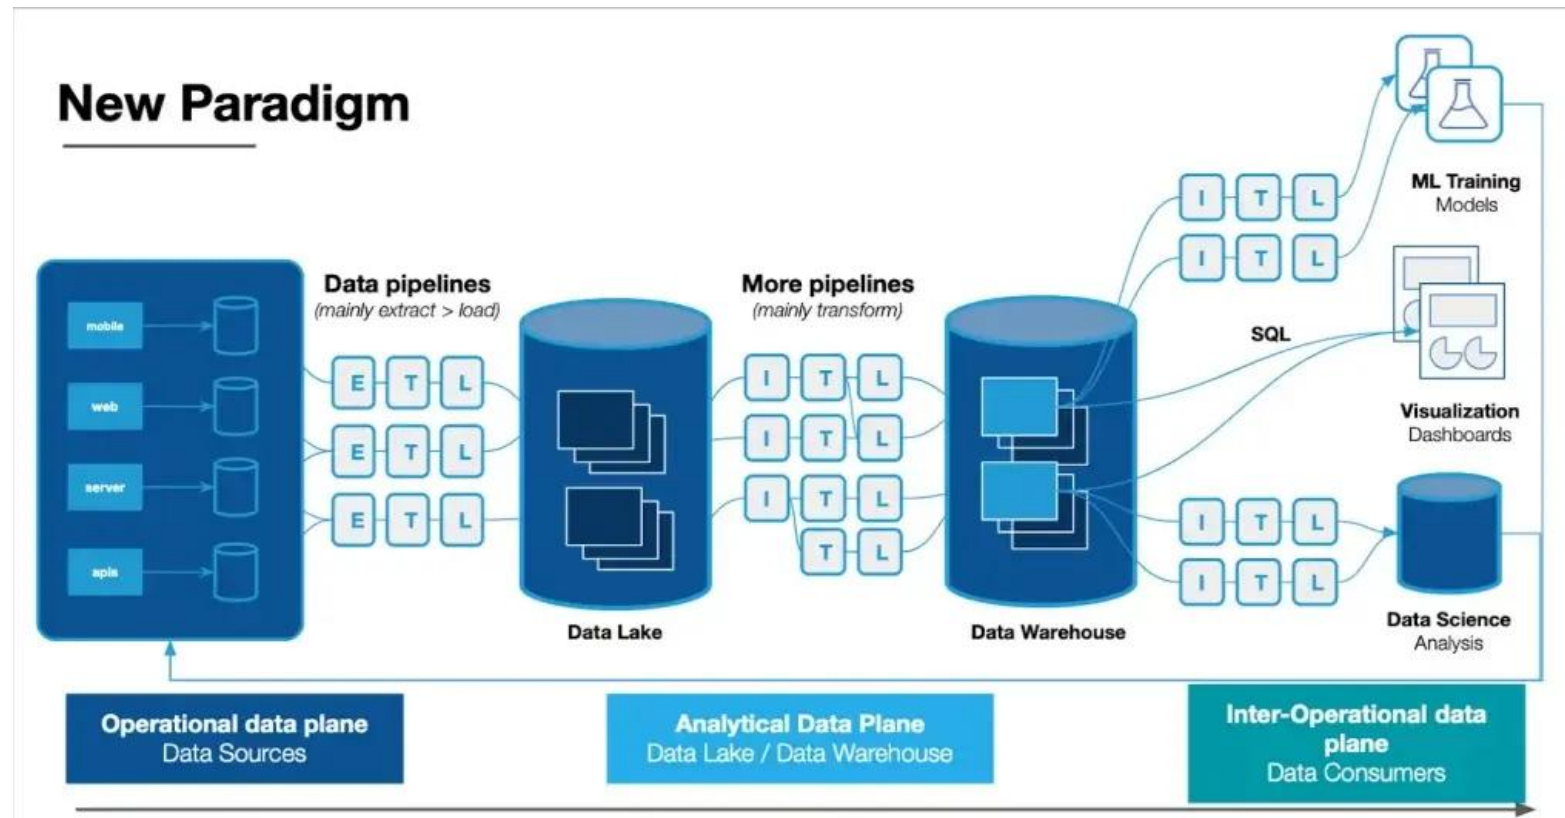 New Paradigm
mobile
web
server
apis
Data pipelines
(mainly extract > load)
E T L
E T L
E T L
Data Lake
More pipelines
(mainly transform)
I T L
I T L
I T L
T L
Data Warehouse
I T L
I T L
SQL
I T L
I T L
ML Training
Models
Visualization
Dashboards
Data Science
Analysis
Operational data plane
Data Sources
Analytical Data Plane
Data Lake / Data Warehouse
Inter-Operational data
plane
Data Consumers